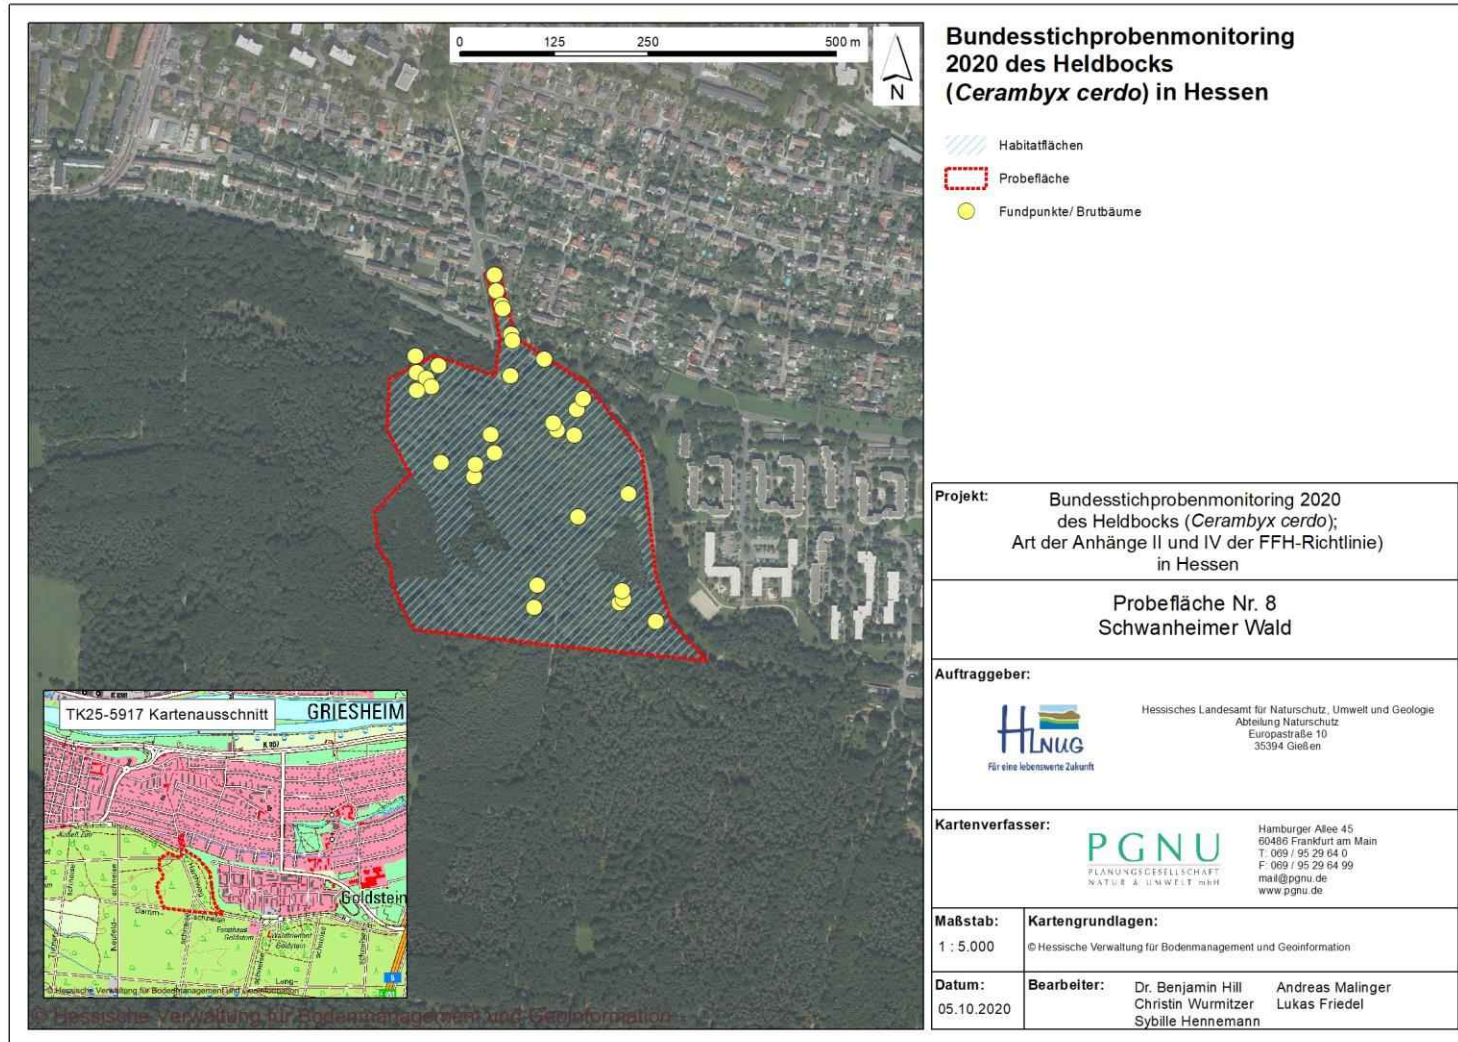 0 125 250 500 m
N
Bundesstichprobenmonitoring
2020 des Heldbocks
(Cerambyx cerdo) in Hessen
Habitatflächen
Probefläche
Fundpunkte/ Brutbäume
Projekt:
Bundesstichprobenmonitoring 2020
des Heldbocks (Cerambyx cerdo);
Art der Anhänge II und IV der FFH-Richtlinie)
in Hessen
Probefläche Nr. 8
Schwanheimer Wald
Auftraggeber:
HLNUG
Für eine lebenswerte Zukunft
Hessisches Landesamt für Naturschutz, Umwelt und Geologie
Abteilung Naturschutz
Europastraße 10
35394 Gießen
Kartenverfasser:
PGNU
PLANUNGSGESELLSCHAFT
NATUR & UMWELT mbH
Hamburger Allee 45
60486 Frankfurt am Main
T: 069 / 95 29 64 0
F: 069 / 95 29 64 99
mail@pgnu.de
www.pgnu.de
Maßstab:
1 : 5.000
Kartengrundlagen:
© Hessische Verwaltung für Bodenmanagement und Geoinformation
Datum:
05.10.2020
Bearbeiter:
Dr. Benjamin Hill Andreas Malinger
Christin Wurmitzer Lukas Friedel
Sybille Hennemann
TK25-5917 Kartenausschnitt
GRIESHEIM
Goldstein
Forsthaus
Goldstein
Damm-
schneise
© Hessische Verwaltung für Bodenmanagement und Geoinformation
© Hessische Verwaltung für Bodenmanagement und Geoinformation